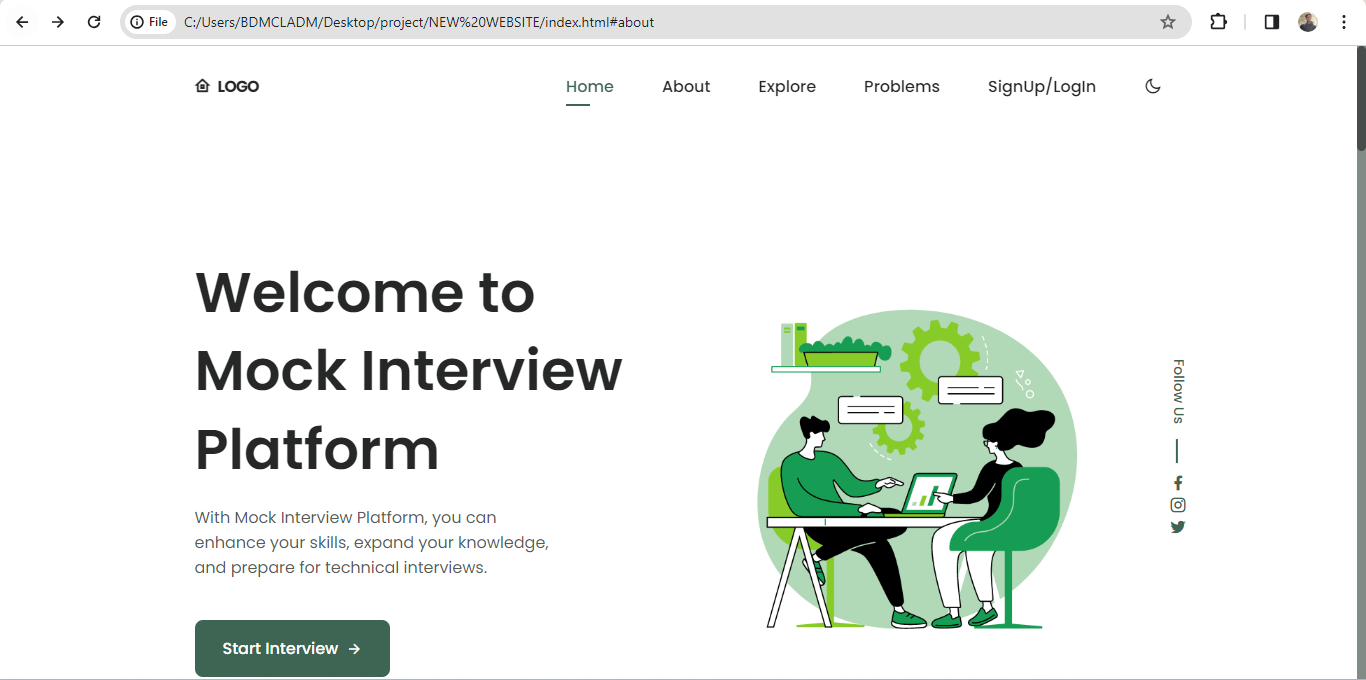 File C:/Users/BDMCLADM/Desktop/project/NEW%20WEBSITE/index.html#about
LOGO Home About Explore Problems SignUp/LogIn
Welcome to
Mock Interview
Platform
With Mock Interview Platform, you can
enhance your skills, expand your knowledge,
and prepare for technical interviews.
Start Interview
Follow Us